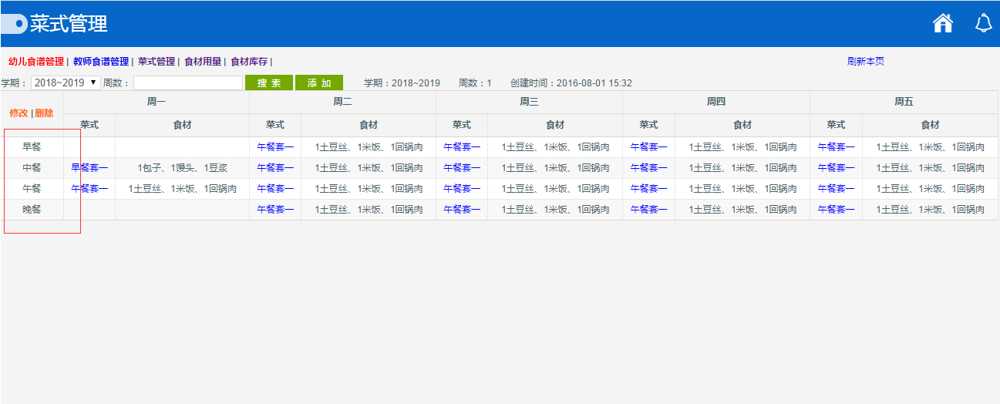 菜式管理
幼儿食谱管理| 教师食谱管理| 菜式管理| 食材用量| 食材库存| 刷新本页
学期： 2018~2019 周数： 搜 索 添 加 学期：2018~2019 周数：1 创建时间：2016-08-01 15:32
周一 周二 周三 周四 周五
修改 |删除
菜式 食材 菜式 食材 菜式 食材 菜式 食材 菜式 食材
早餐 午餐套一 1土豆丝、1米饭、1回锅肉 午餐套一 1土豆丝、1米饭、1回锅肉 午餐套一 1土豆丝、1米饭、1回锅肉 午餐套一 1土豆丝、1米饭、1回锅肉
中餐 早餐套一 1包子、1馒头、1豆浆 午餐套一 1土豆丝、1米饭、1回锅肉 午餐套一 1土豆丝、1米饭、1回锅肉 午餐套一 1土豆丝、1米饭、1回锅肉 午餐套一 1土豆丝、1米饭、1回锅肉
午餐 午餐套一 1土豆丝、1米饭、1回锅肉 午餐套一 1土豆丝、1米饭、1回锅肉 午餐套一 1土豆丝、1米饭、1回锅肉 午餐套一 1土豆丝、1米饭、1回锅肉 午餐套一 1土豆丝、1米饭、1回锅肉
晚餐 午餐套一 1土豆丝、1米饭、1回锅肉 午餐套一 1土豆丝、1米饭、1回锅肉 午餐套一 1土豆丝、1米饭、1回锅肉 午餐套一 1土豆丝、1米饭、1回锅肉